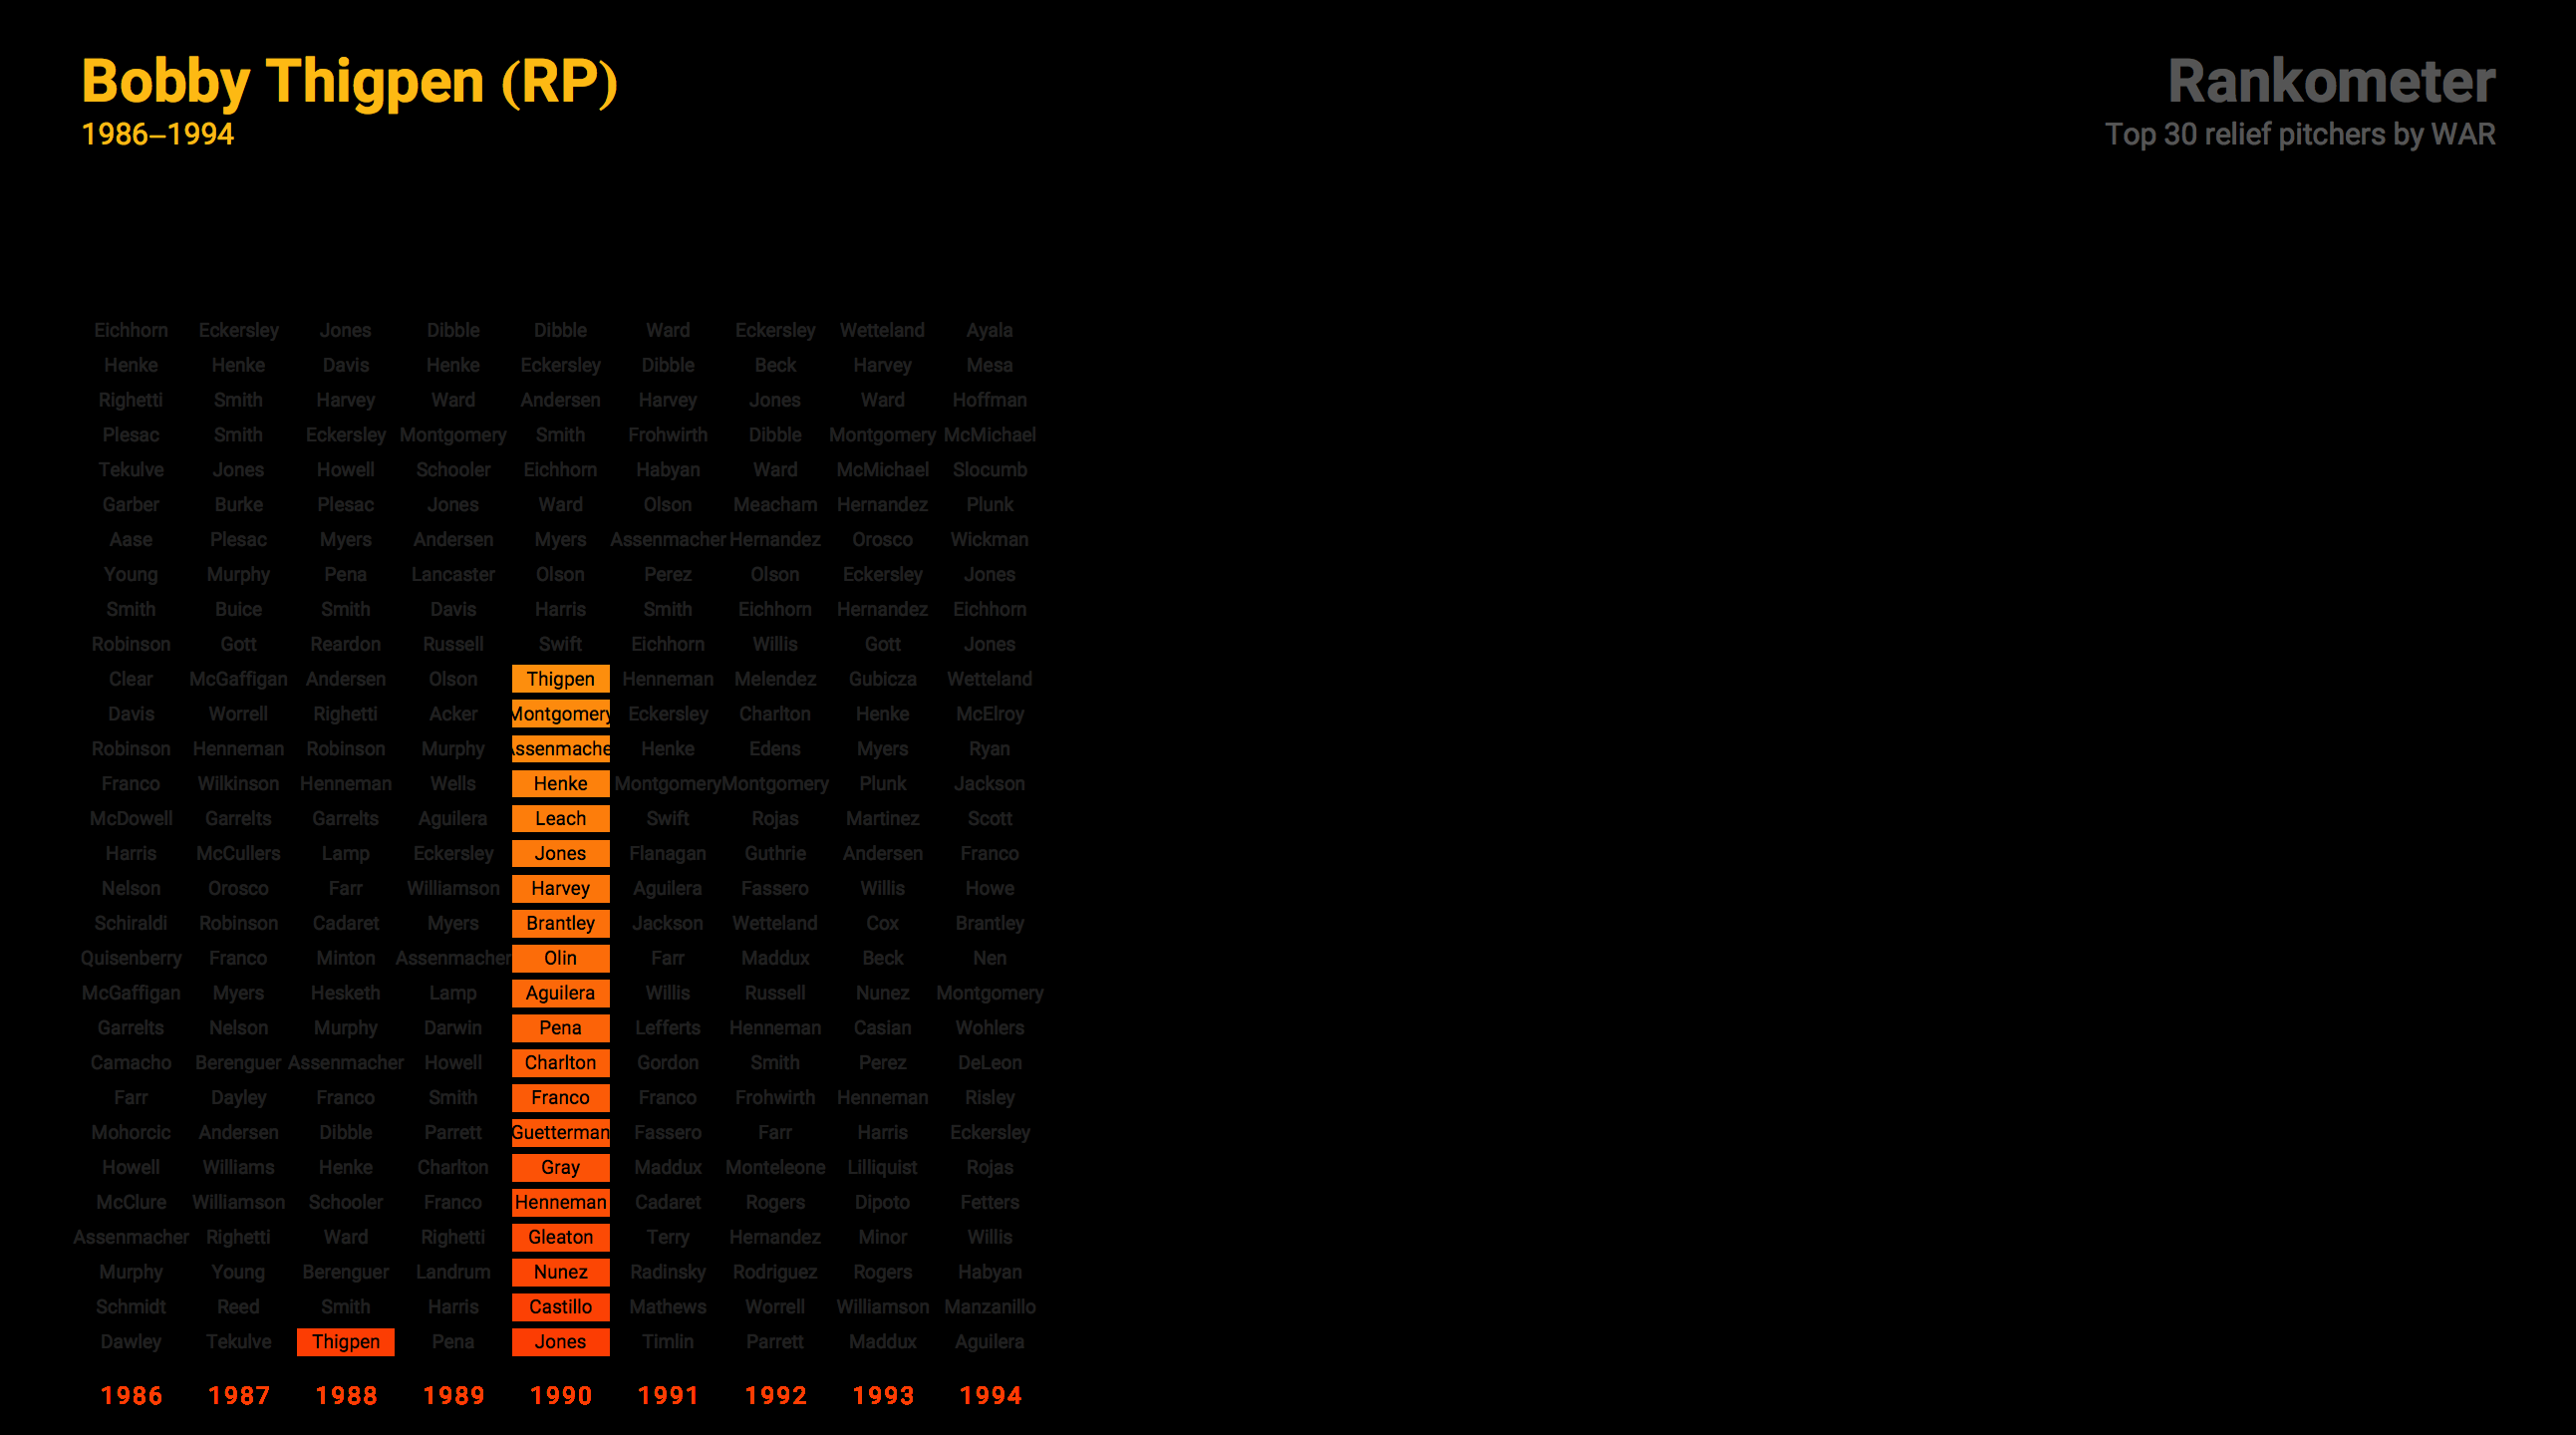 Bobby Thigpen (RP)
1986–1994
Rankometer
Top 30 relief pitchers by WAR
Eichhorn Eckersley Jones Dibble Dibble Ward Eckersley Wetteland Ayala
Henke Henke Davis Henke Eckersley Dibble Beck Harvey Mesa
Righetti Smith Harvey Ward Andersen Harvey Jones Ward Hoffman
Plesac Smith Eckersley Montgomery Smith Frohwirth Dibble Montgomery McMichael
Tekulve Jones Howell Schooler Eichhorn Habyan Ward McMichael Slocumb
Garber Burke Plesac Jones Ward Olson Meacham Hernandez Plunk
Aase Plesac Myers Andersen Myers Assenmacher Hernandez Orosco Wickman
Young Murphy Pena Lancaster Olson Perez Olson Eckersley Jones
Smith Buice Smith Davis Harris Smith Eichhorn Hernandez Eichhorn
Robinson Gott Reardon Russell Swift Eichhorn Willis Gott Jones
Clear McGaffigan Andersen Olson Thigpen Henneman Melendez Gubicza Wetteland
Davis Worrell Righetti Acker Montgomery Eckersley Charlton Henke McElroy
Robinson Henneman Robinson Murphy Assenmache Henke Edens Myers Ryan
Franco Wilkinson Henneman Wells Henke Montgomery Montgomery Plunk Jackson
McDowell Garrelts Garrelts Aguilera Leach Swift Rojas Martinez Scott
Harris McCullers Lamp Eckersley Jones Flanagan Guthrie Andersen Franco
Nelson Orosco Farr Williamson Harvey Aguilera Fassero Willis Howe
Schiraldi Robinson Cadaret Myers Brantley Jackson Wetteland Cox Brantley
Quisenberry Franco Minton Assenmacher Olin Farr Maddux Beck Nen
McGaffigan Myers Hesketh Lamp Aguilera Willis Russell Nunez Montgomery
Garrelts Nelson Murphy Darwin Pena Lefferts Henneman Casian Wohlers
Camacho Berenguer Assenmacher Howell Charlton Gordon Smith Perez DeLeon
Farr Dayley Franco Smith Franco Franco Frohwirth Henneman Risley
Mohorcic Andersen Dibble Parrett Guetterman Fassero Farr Harris Eckersley
Howell Williams Henke Charlton Gray Maddux Monteleone Lilliquist Rojas
McClure Williamson Schooler Franco Henneman Cadaret Rogers Dipoto Fetters
Assenmacher Righetti Ward Righetti Gleaton Terry Hernandez Minor Willis
Murphy Young Berenguer Landrum Nunez Radinsky Rodriguez Rogers Habyan
Schmidt Reed Smith Harris Castillo Mathews Worrell Williamson Manzanillo
Dawley Tekulve Thigpen Pena Jones Timlin Parrett Maddux Aguilera
1986 1987 1988 1989 1990 1991 1992 1993 1994